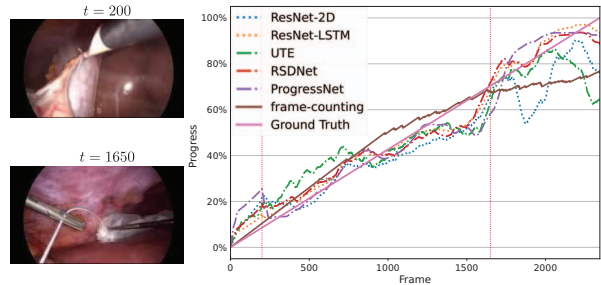 t = 200
t = 1650
100%
80%
60%
40%
20%
0%
Progress
ResNet-2D
ResNet-LSTM
UTE
RSDNet
ProgressNet
frame-counting
Ground Truth
0
500
1000
1500
2000
Frame